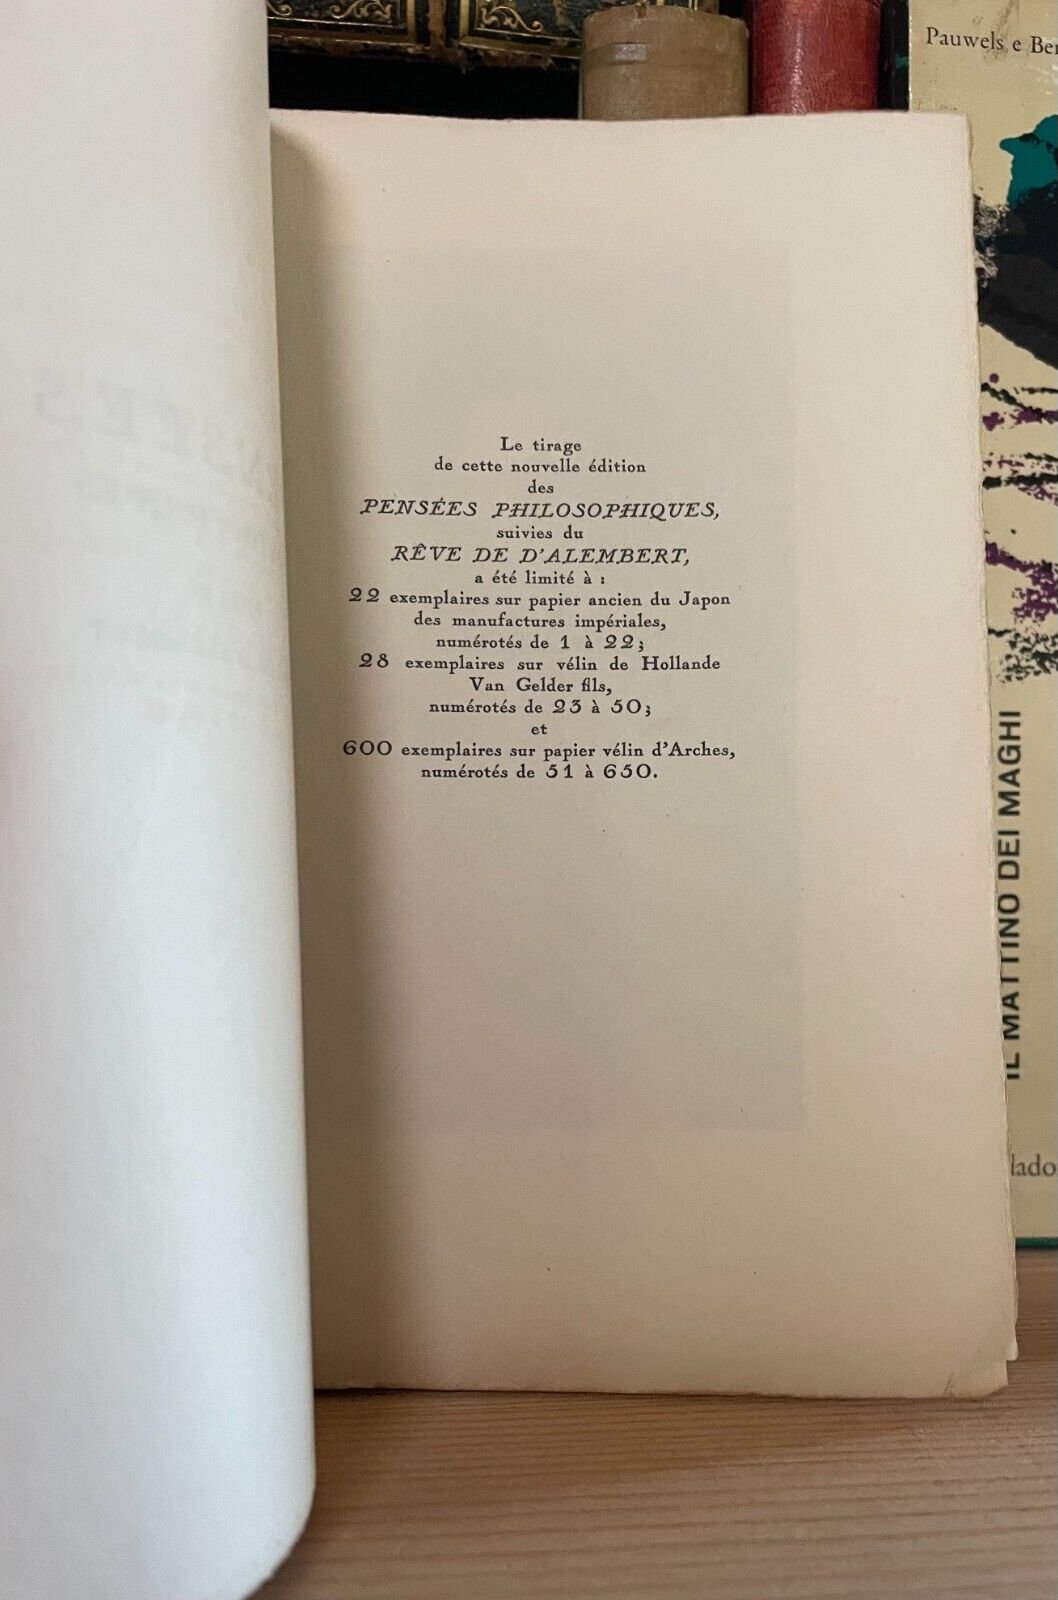 Le tirage
de cette nouvelle édition
des
PENSÉES PHILOSOPHIQUES,
suivies du
RÊVE DE D'ALEMBERT,
a été limité à :
22 exemplaires sur papier ancien du Japon
des manufactures impériales,
numérotés de 1 à 22;
28 exemplaires sur vélin de Hollande
Van Gelder fils,
numérotés de 23 à 50;
et
600 exemplaires sur papier vélin d'Arches,
numérotés de 51 à 650.
Pauwels e
IL MATTINO DEI MAGHI